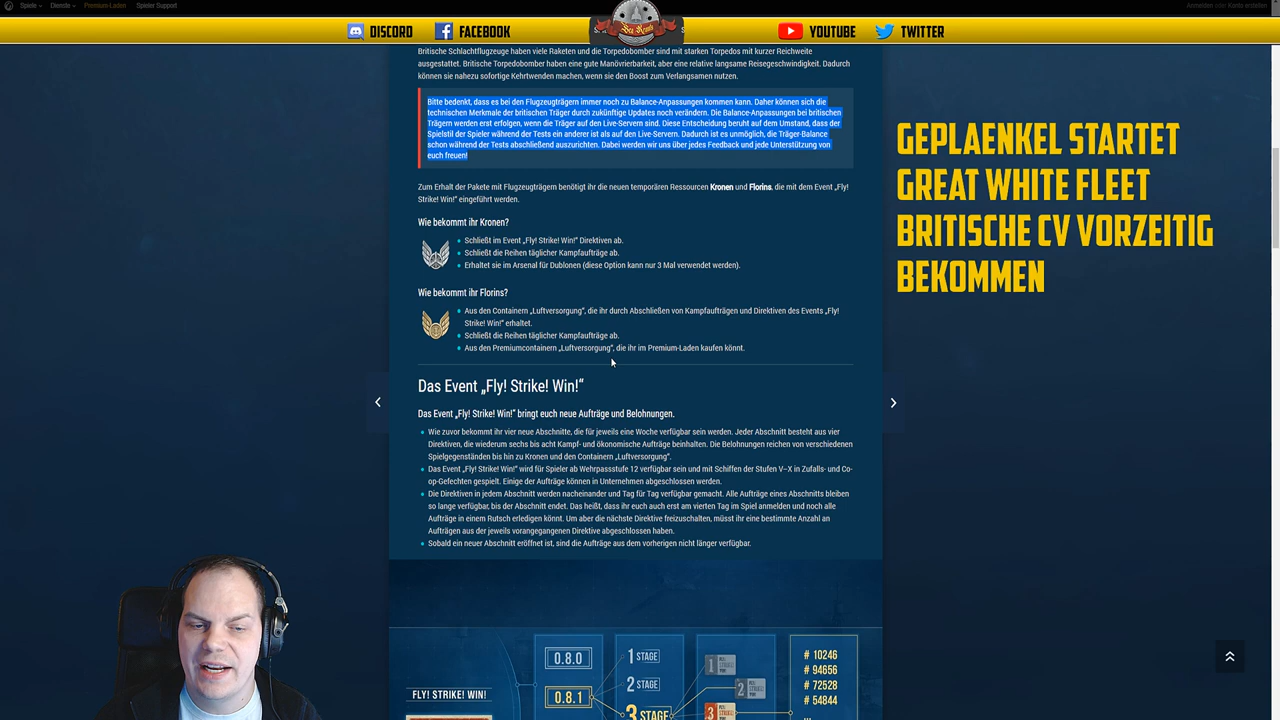 Spiele
Dienste
Premium-Laden
Spieler Support
Anmelden oder Konto erstellen
DISCORD
FACEBOOK
Sea Rens
YOUTUBE
TWITTER
Britische Schlachtflugzeuge haben viele Raketen und die Torpedobomber sind mit starken Torpedos mit kurzer Reichweite
ausgestattet. Britische Torpedobomber haben eine gute Manövrierbarkeit, aber eine relative langsame Reisegeschwindigkeit. Dadurch
können sie nahezu sofortige Kehrtwenden machen, wenn sie den Boost zum Verlangsamen nutzen.
Bitte bedenkt, dass es bei den Flugzeugträgern immer noch zu Balance-Anpassungen kommen kann. Daher können sich die
technischen Merkmale der britischen Träger durch zukünftige Updates noch verändern. Die Balance-Anpassungen bei britischen
Trägern werden erst erfolgen, wenn die Träger auf den Live-Servern sind. Diese Entscheidung beruht auf dem Umstand, dass der
Spielstil der Spieler während der Tests ein anderer ist als auf den Live-Servern. Dadurch ist es unmöglich, die Träger-Balance
schon während der Tests abschließend auszurichten. Dabei werden wir uns über jedes Feedback und jede Unterstützung von
euch freuen!
GEPLAENKEL STARTET
GREAT WHITE FLEET
BRITISCHE CV VORZEITIG
BEKOMMEN
Zum Erhalt der Pakete mit Flugzeugträgern benötigt ihr die neuen temporären Ressourcen Kronen und Florins, die mit dem Event „Fly!
Strike! Win!“ eingeführt werden.
Wie bekommt ihr Kronen?
Schließt im Event „Fly! Strike! Win!“ Direktiven ab.
Schließt die Reihen täglicher Kampfaufträge ab.
Erhaltet sie im Arsenal für Dublonen (diese Option kann nur 3 Mal verwendet werden).
Wie bekommt ihr Florins?
Aus den Containern „Luftversorgung“, die ihr durch Abschließen von Kampfaufträgen und Direktiven des Events „Fly!
Strike! Win!“ erhaltet.
Schließt die Reihen täglicher Kampfaufträge ab.
Aus den Premiumcontainern „Luftversorgung“, die ihr im Premium-Laden kaufen könnt.
Das Event „Fly! Strike! Win!“
Das Event „Fly! Strike! Win!“ bringt euch neue Aufträge und Belohnungen.
Wie zuvor bekommt ihr vier neue Abschnitte, die für jeweils eine Woche verfügbar sein werden. Jeder Abschnitt besteht aus vier
Direktiven, die wiederum sechs bis acht Kampf- und ökonomische Aufträge beinhalten. Die Belohnungen reichen von verschiedenen
Spielgegenständen bis hin zu Kronen und den Containern „Luftversorgung“.
Das Event „Fly! Strike! Win!“ wird für Spieler ab Wehrpassstufe 12 verfügbar sein und mit Schiffen der Stufen V–X in Zufalls- und Co-
op-Gefechten gespielt. Einige der Aufträge können in Unternehmen abgeschlossen werden.
Die Direktiven in jedem Abschnitt werden nacheinander und Tag für Tag verfügbar gemacht. Alle Aufträge eines Abschnitts bleiben
so lange verfügbar, bis der Abschnitt endet. Das heißt, dass ihr euch auch erst am vierten Tag im Spiel anmelden und noch alle
Aufträge in einem Rutsch erledigen könnt. Um aber die nächste Direktive freizuschalten, müsst ihr eine bestimmte Anzahl an
Aufträgen aus der jeweils vorangegangenen Direktive abgeschlossen haben.
Sobald ein neuer Abschnitt eröffnet ist, sind die Aufträge aus dem vorherigen nicht länger verfügbar.
FLY! STRIKE! WIN!
0.8.0
0.8.1
1 STAGE
2 STAGE
3 STAGE
1
2
3
# 10246
# 94656
# 72528
# 54844